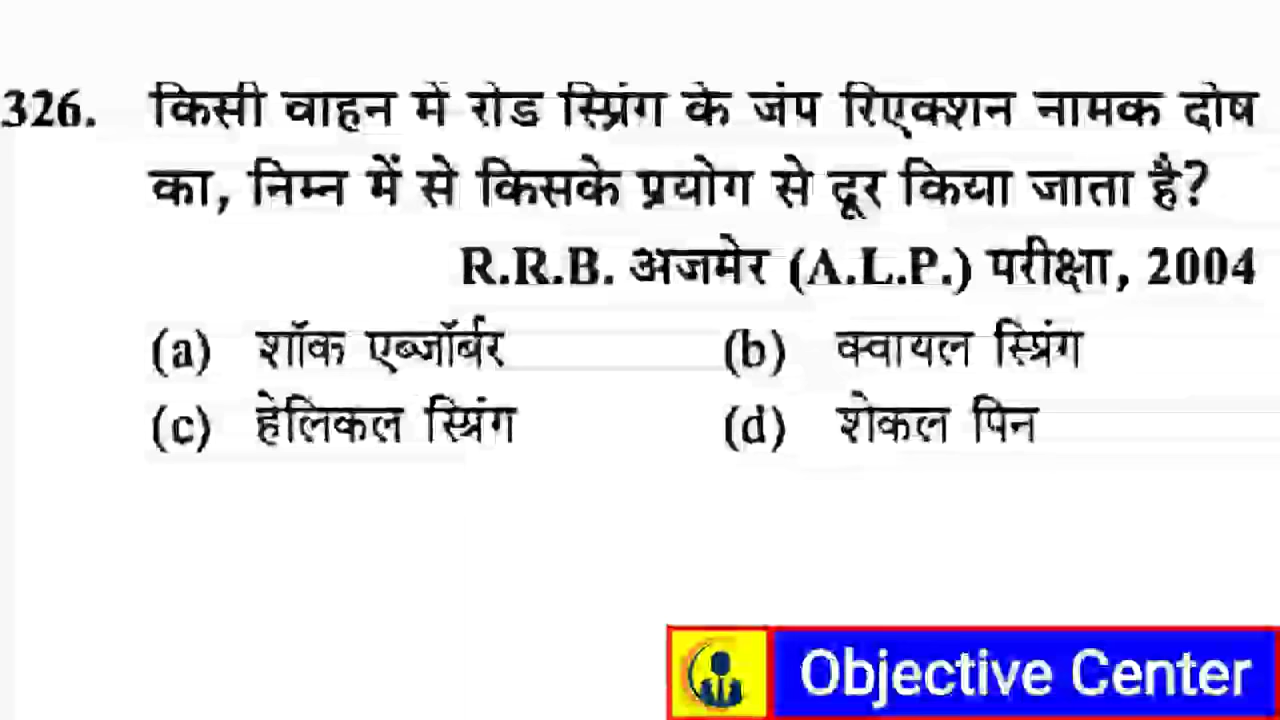 326. किसी वाहन में रोड स्प्रिंग के जंप रिएक्शन नामक दोष
का, निम्न में से किसके प्रयोग से दूर किया जाता है?
R.R.B. अजमेर (A.L.P.) परीक्षा, 2004
(a) शॉक एब्जॉर्बर (b) क्वायल स्प्रिंग
(c) हेलिकल स्प्रिंग (d) शेकल पिन
Objective Center